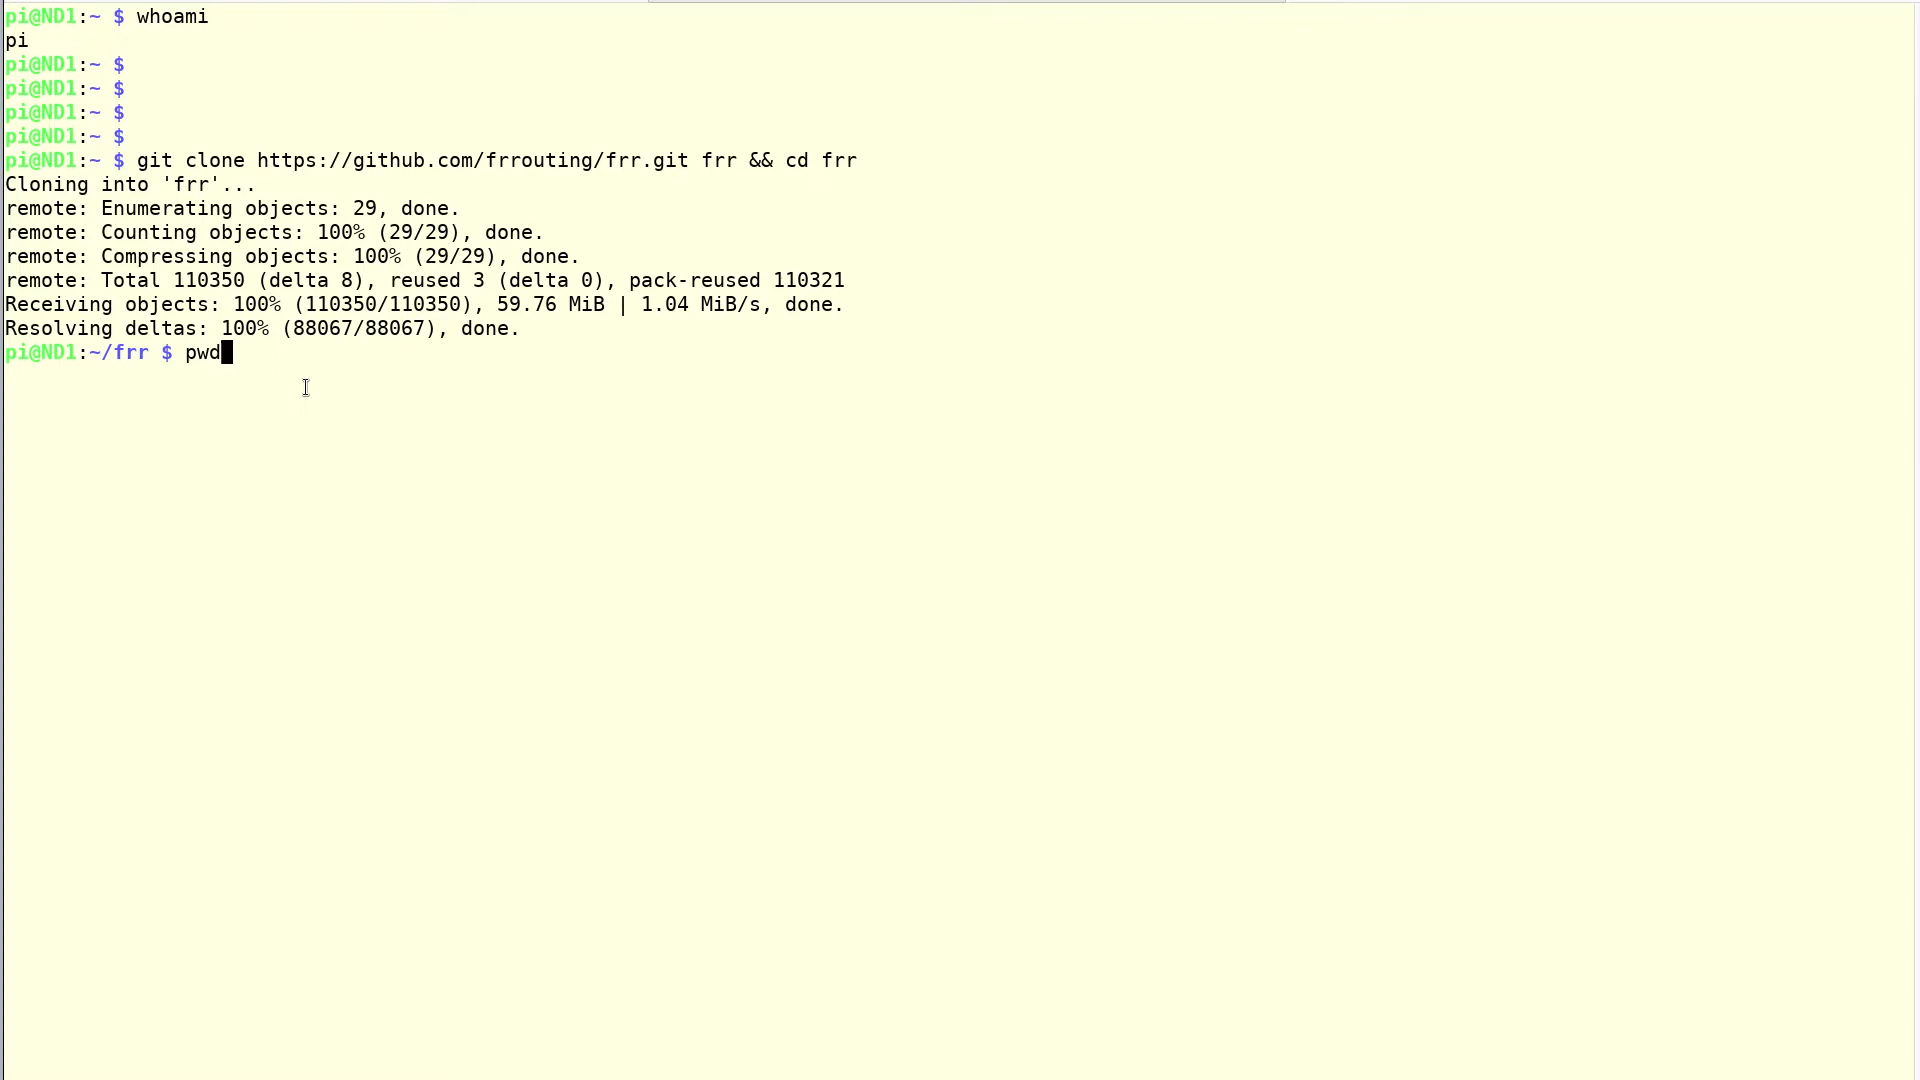 pi@ND1:~ $ whoami
pi
pi@ND1:~ $
pi@ND1:~ $
pi@ND1:~ $
pi@ND1:~ $
pi@ND1:~ $ git clone https://github.com/frrouting/frr.git frr && cd frr
Cloning into 'frr'...
remote: Enumerating objects: 29, done.
remote: Counting objects: 100% (29/29), done.
remote: Compressing objects: 100% (29/29), done.
remote: Total 110350 (delta 8), reused 3 (delta 0), pack-reused 110321
Receiving objects: 100% (110350/110350), 59.76 MiB | 1.04 MiB/s, done.
Resolving deltas: 100% (88067/88067), done.
pi@ND1:~/frr $ pwd